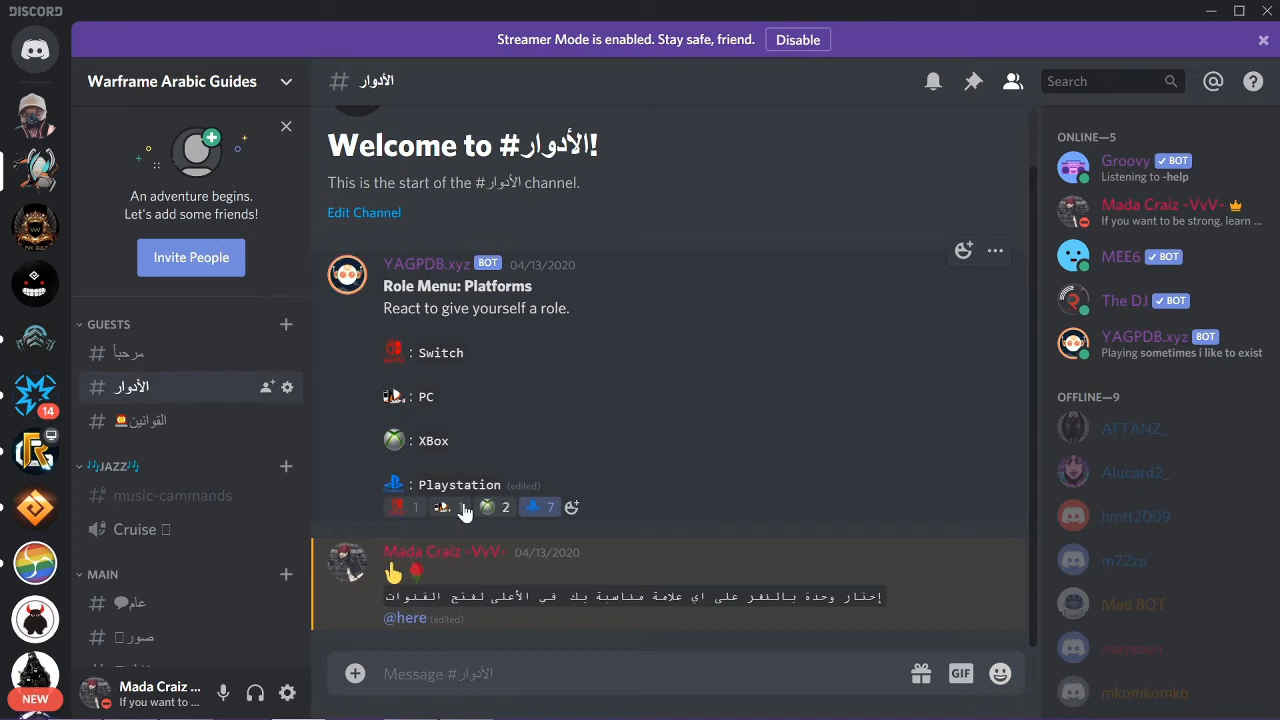 DISCORD
Streamer Mode is enabled. Stay safe, friend.
Disable
Warframe Arabic Guides
An adventure begins.
Let's add some friends!
Invite People
GUESTS
# مرحبأ
# الأدوار
# القوانين
🎶JAZZ🎶
# music-cammands
Cruise
MAIN
# 💬عام
# صور
14
NEW
Mada Craiz ...
If you want to ...
# الأدوار
Welcome to #الأدوار!
This is the start of the #الأدوار channel.
Edit Channel
YAGPDB.xyz BOT 04/13/2020
Role Menu: Platforms
React to give yourself a role.
: Switch
: PC
: XBox
: Playstation (edited)
1 1 2 7
Mada Craiz -VvV- 04/13/2020
👆🌹
إختار وحدة بالنقر على اي علامة مناسبة بك في الأعلى لفتح القنوات
@here (edited)
Message #الأدوار
GIF
Search
ONLINE—5
Groovy ✓ BOT
Listening to -help
Mada Craiz -VvV-
If you want to be strong, learn ...
MEE6 ✓ BOT
The DJ ✓ BOT
YAGPDB.xyz BOT
Playing sometimes i like to exist
OFFLINE—9
AFTANZ_
Alucard2_
hmtt2009
m72zp
Mad BOT
mkomkomko